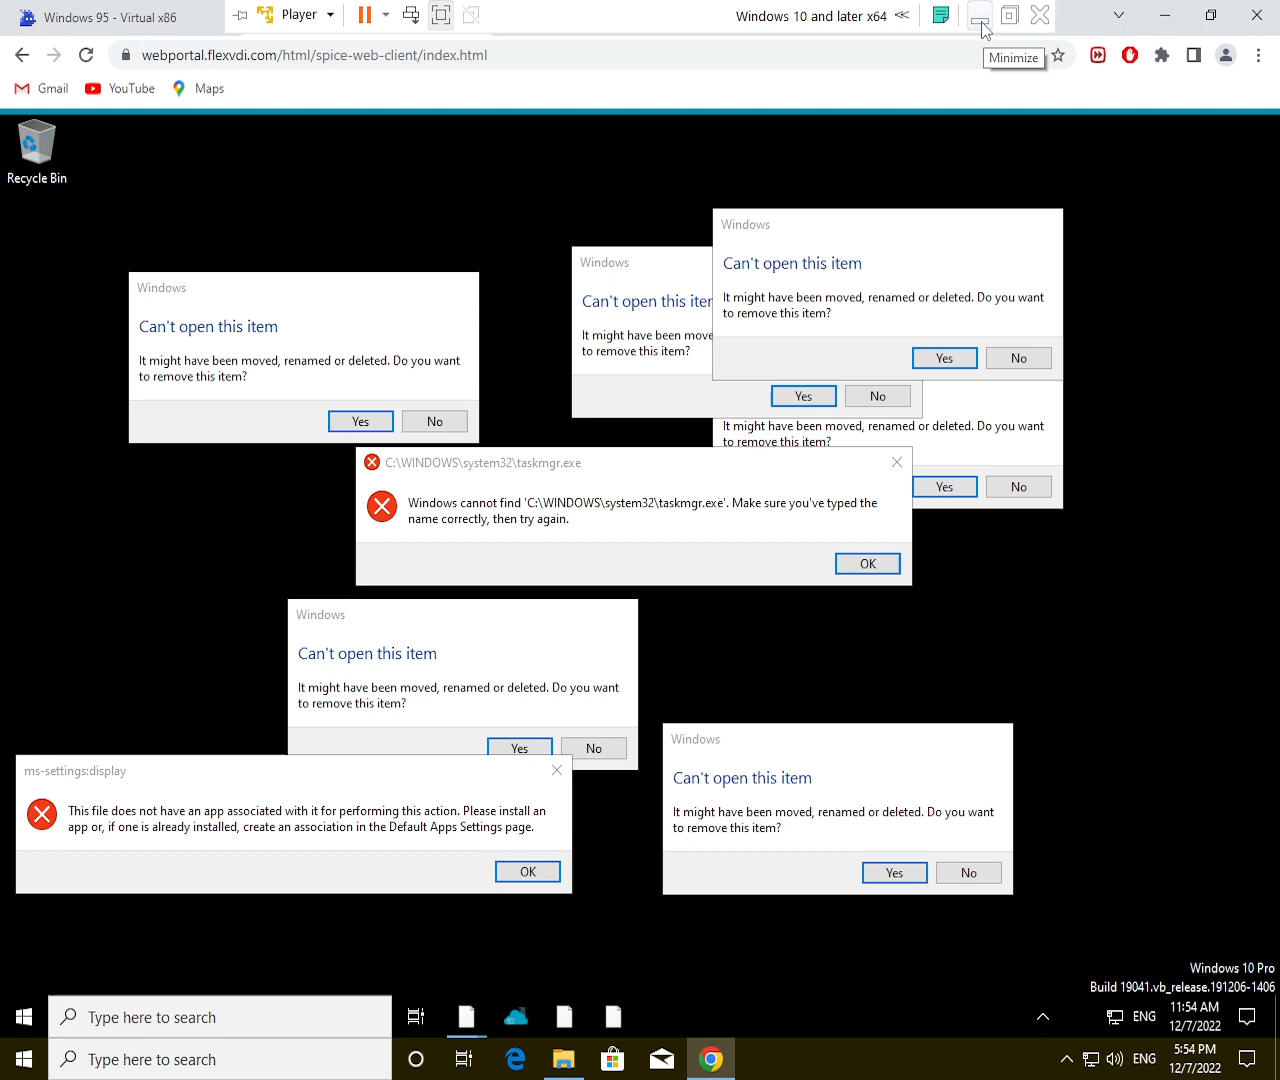 Windows 95 - Virtual x86
Player
Windows 10 and later x64
webportal.flexvdi.com/html/spice-web-client/index.html
Minimize
Gmail
YouTube
Maps
Recycle Bin
Windows
Can't open this item
It might have been moved, renamed or deleted. Do you want
to remove this item?
Yes
No
Windows
Can't open this iter
It might have been move
to remove this item?
Yes
No
Windows
Can't open this item
It might have been moved, renamed or deleted. Do you want
to remove this item?
Yes
No
It might have been moved, renamed or deleted. Do you want
to remove this item?
Yes
No
C:\WINDOWS\system32\taskmgr.exe
Windows cannot find 'C:\WINDOWS\system32\taskmgr.exe'. Make sure you've typed the
name correctly, then try again.
OK
Windows
Can't open this item
It might have been moved, renamed or deleted. Do you want
to remove this item?
Yes
No
ms-settings:display
This file does not have an app associated with it for performing this action. Please install an
app or, if one is already installed, create an association in the Default Apps Settings page.
OK
Windows
Can't open this item
It might have been moved, renamed or deleted. Do you want
to remove this item?
Yes
No
Windows 10 Pro
Build 19041.vb_release.191206-1406
Type here to search
ENG
11:54 AM
12/7/2022
Type here to search
ENG
5:54 PM
12/7/2022